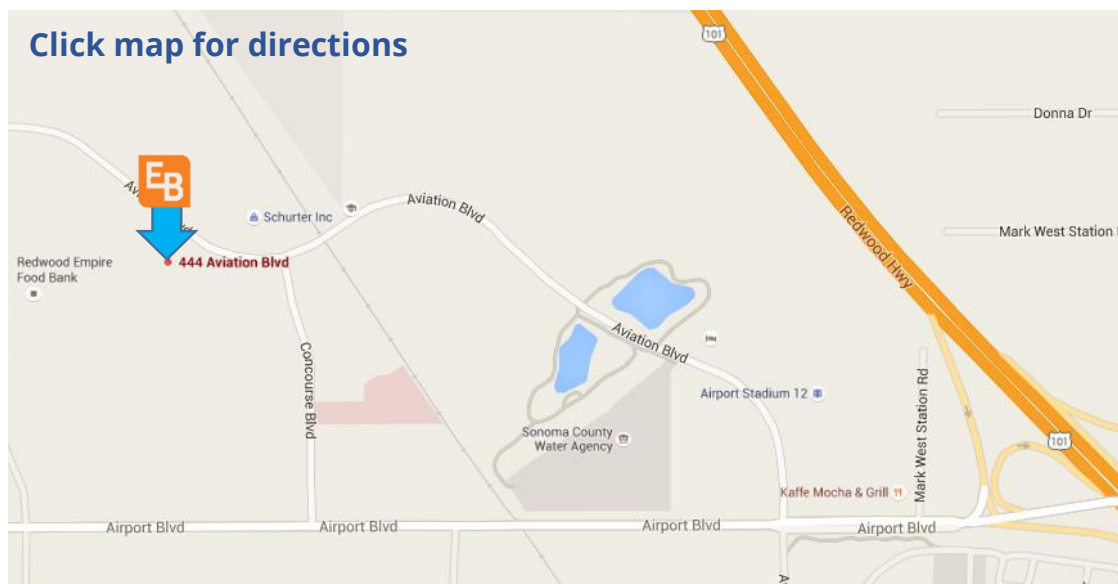 Click map for directions
101
Donna Dr
EB
Aviation Blvd
Schurter Inc
Redwood Hwy
Mark West Station
444 Aviation Blvd
Redwood Empire
Food Bank
Aviation Blvd
Concourse Blvd
Airport Stadium 12
Mark West Station Rd
Sonoma County
Water Agency
101
Kaffe Mocha & Grill
Airport Blvd
Airport Blvd
Airport Blvd
Airport Blvd